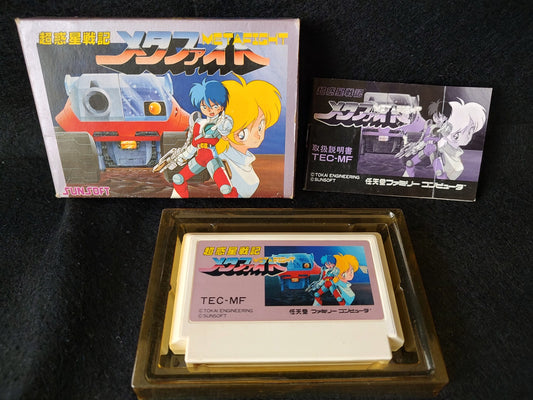 超惑星戦記
メタファイト
METAFIGHT
SUNSOFT
超惑星戦記
メタファイト
取扱説明書
TEC-MF
©TOKAI ENGINEERING
©SUNSOFT
任天堂ファミリー コンピュータ
超惑星戦記
メタファイト
TEC-MF
©TOKAI ENGINEERING
©SUNSOFT
任天堂 ファミリー コンピュータ